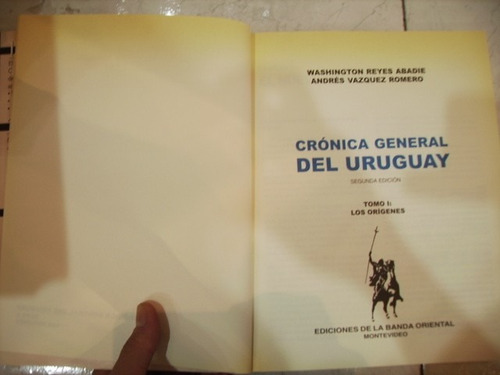 WASHINGTON REYES ABADIE
ANDRÉS VAZQUEZ ROMERO
CRÓNICA GENERAL
DEL URUGUAY
SEGUNDA EDICIÓN
TOMO I:
LOS ORÍGENES
EDICIONES DE LA BANDA ORIENTAL
MONTEVIDEO